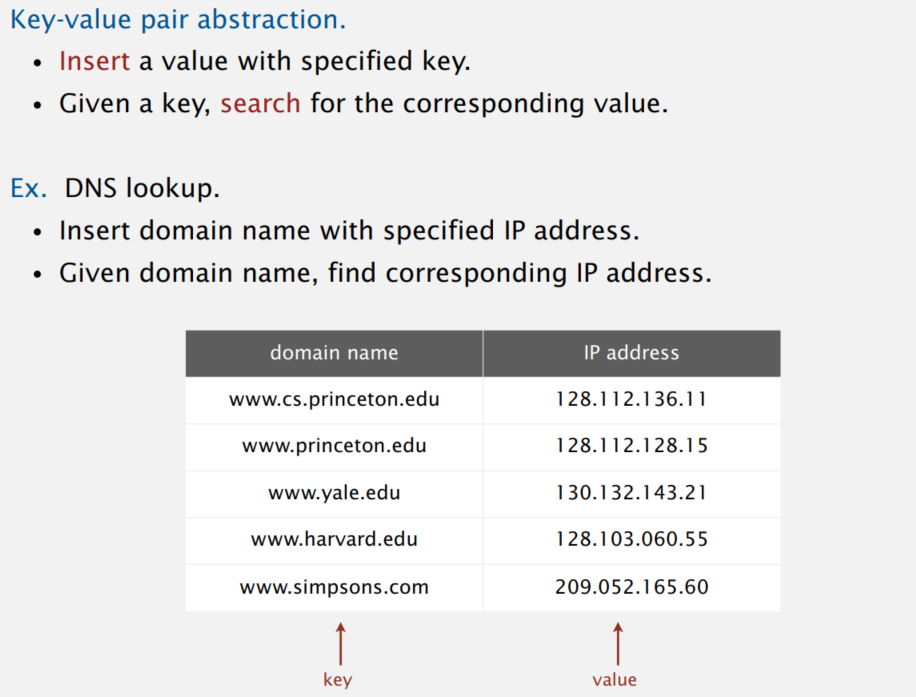 Key-value pair abstraction.
• Insert a value with specified key.
• Given a key, search for the corresponding value.
Ex. DNS lookup.
• Insert domain name with specified IP address.
• Given domain name, find corresponding IP address.
domain name IP address
www.cs.princeton.edu 128.112.136.11
www.princeton.edu 128.112.128.15
www.yale.edu 130.132.143.21
www.harvard.edu 128.103.060.55
www.simpsons.com 209.052.165.60
key value